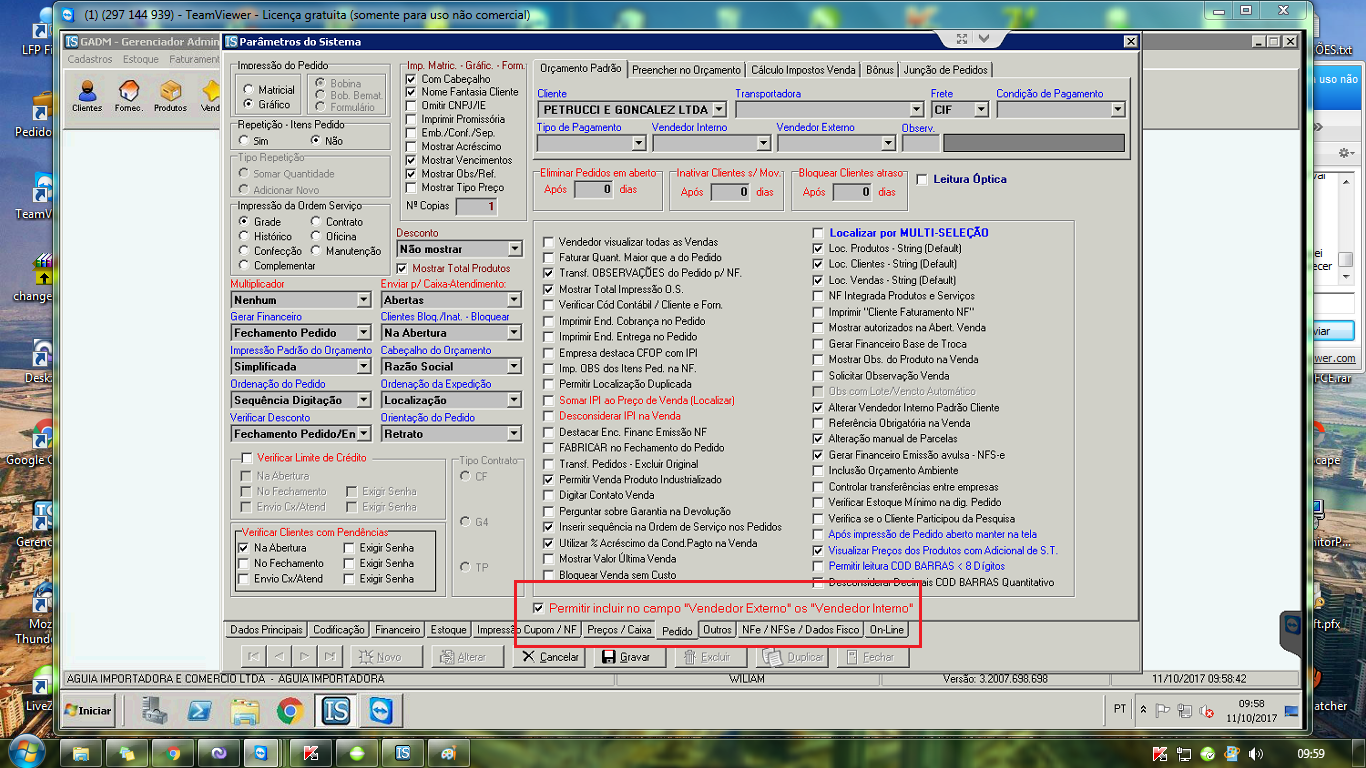 (1) (297 144 939) - TeamViewer - Licença gratuita (somente para uso não comercial)
GADM - Gerenciador Admin
Parâmetros do Sistema
Cadastros Estoque Faturament
Clientes Fornec. Produtos Vend
Impressão do Pedido
Matricial
Gráfico
Bobina
Bob. Bemat.
Formulário
Repetição - Itens Pedido
Sim Não
Tipo Repetição
Somar Quantidade
Adicionar Novo
Impressão da Ordem Serviço
Grade Contrato
Histórico Oficina
Confecção Manutenção
Complementar
Imp. Matric. - Gráfic. - Form.
Com Cabeçalho
Nome Fantasia Cliente
Omitir CNPJ/IE
Imprimir Promissória
Emb./Conf./Sep.
Mostrar Acréscimo
Mostrar Vencimentos
Mostrar Obs/Ref.
Mostrar Tipo Preço
Nº Copias 1
Desconto
Não mostrar
Mostrar Total Produtos
Multiplicador Enviar p/ Caixa-Atendimento:
Nenhum Abertas
Gerar Financeiro Clientes Bloq./Inat. - Bloquear
Fechamento Pedido Na Abertura
Impressão Padrão do Orçamento Cabeçalho do Orçamento
Simplificada Razão Social
Ordenação do Pedido Ordenação da Expedição
Sequência Digitação Localização
Verificar Desconto Orientação do Pedido
Fechamento Pedido/En Retrato
Verificar Limite de Crédito
Na Abertura
No Fechamento Exigir Senha
Envio Cx/Atend Exigir Senha
Tipo Contrato
CF
G4
TP
Verificar Clientes com Pendências
Na Abertura Exigir Senha
No Fechamento Exigir Senha
Envio Cx/Atend Exigir Senha
Orçamento Padrão Preencher no Orçamento Cálculo Impostos Venda Bônus Junção de Pedidos
Cliente Transportadora Frete Condição de Pagamento
PETRUCCI E GONCALEZ LTDA CIF
Tipo de Pagamento Vendedor Interno Vendedor Externo Observ.
Eliminar Pedidos em aberto
Após 0 dias
Inativar Clientes s/ Mov.
Após 0 dias
Bloquear Clientes atraso
Após 0 dias
Leitura Óptica
Vendedor visualizar todas as Vendas
Faturar Quant. Maior que a do Pedido
Transf. OBSERVAÇÕES do Pedido p/ NF.
Mostrar Total Impressão O.S.
Verificar Cód Contábil / Cliente e Forn.
Imprimir End. Cobrança no Pedido
Imprimir End. Entrega no Pedido
Empresa destaca CFOP com IPI
Imp. OBS dos Itens Ped. na NF.
Permitir Localização Duplicada
Somar IPI ao Preço de Venda (Localizar)
Desconsiderar IPI na Venda
Destacar Enc. Financ Emissão NF
FABRICAR no Fechamento do Pedido
Transf. Pedidos - Excluir Original
Permitir Venda Produto Industrializado
Digitar Contato Venda
Perguntar sobre Garantia na Devolução
Inserir sequência na Ordem de Serviço nos Pedidos
Utilizar % Acréscimo da Cond.Pagto na Venda
Mostrar Valor Última Venda
Bloquear Venda sem Custo
Localizar por MULTI-SELEÇÃO
Loc. Produtos - String (Default)
Loc. Clientes - String (Default)
Loc. Vendas - String (Default)
NF Integrada Produtos e Serviços
Imprimir "Cliente Faturamento NF"
Mostrar autorizados na Abert. Venda
Gerar Financeiro Base de Troca
Mostrar Obs. do Produto na Venda
Solicitar Observação Venda
Obs com Lote/Vencto Automático
Alterar Vendedor Interno Padrão Cliente
Referência Obrigatória na Venda
Alteração manual de Parcelas
Gerar Financeiro Emissão avulsa - NFS-e
Inclusão Orçamento Ambiente
Controlar transferências entre empresas
Verificar Estoque Mínimo na dig. Pedido
Verifica se o Cliente Participou da Pesquisa
Após impressão de Pedido aberto manter na tela
Visualizar Preços dos Produtos com Adicional de S.T.
Permitir leitura COD BARRAS < 8 Dígitos
Desconsiderar Decimais COD BARRAS Quantitativo
Permitir incluir no campo "Vendedor Externo" os "Vendedor Interno"
Dados Principais Codificação Financeiro Estoque Impressão Cupom / NF Preços / Caixa Pedido Outros NFe / NFSe / Dados Fisco On-Line
Novo Alterar Cancelar Gravar Excluir Duplicar Fechar
AGUIA IMPORTADORA E COMERCIO LTDA - AGUIA IMPORTADORA WILIAM Versão: 3.2007.698.698 11/10/2017 09:58:42
Iniciar PT 09:58
11/10/2017
09:59
LFP Fi
Pedido
TeamV
change
Desk
Google C
Gerenc
Moz
Thund
LiveZ
ÕES.txt
so não
ecer
viar
wer.com
FCE.rar
cape
nitorP...
ft.pfx
atcher